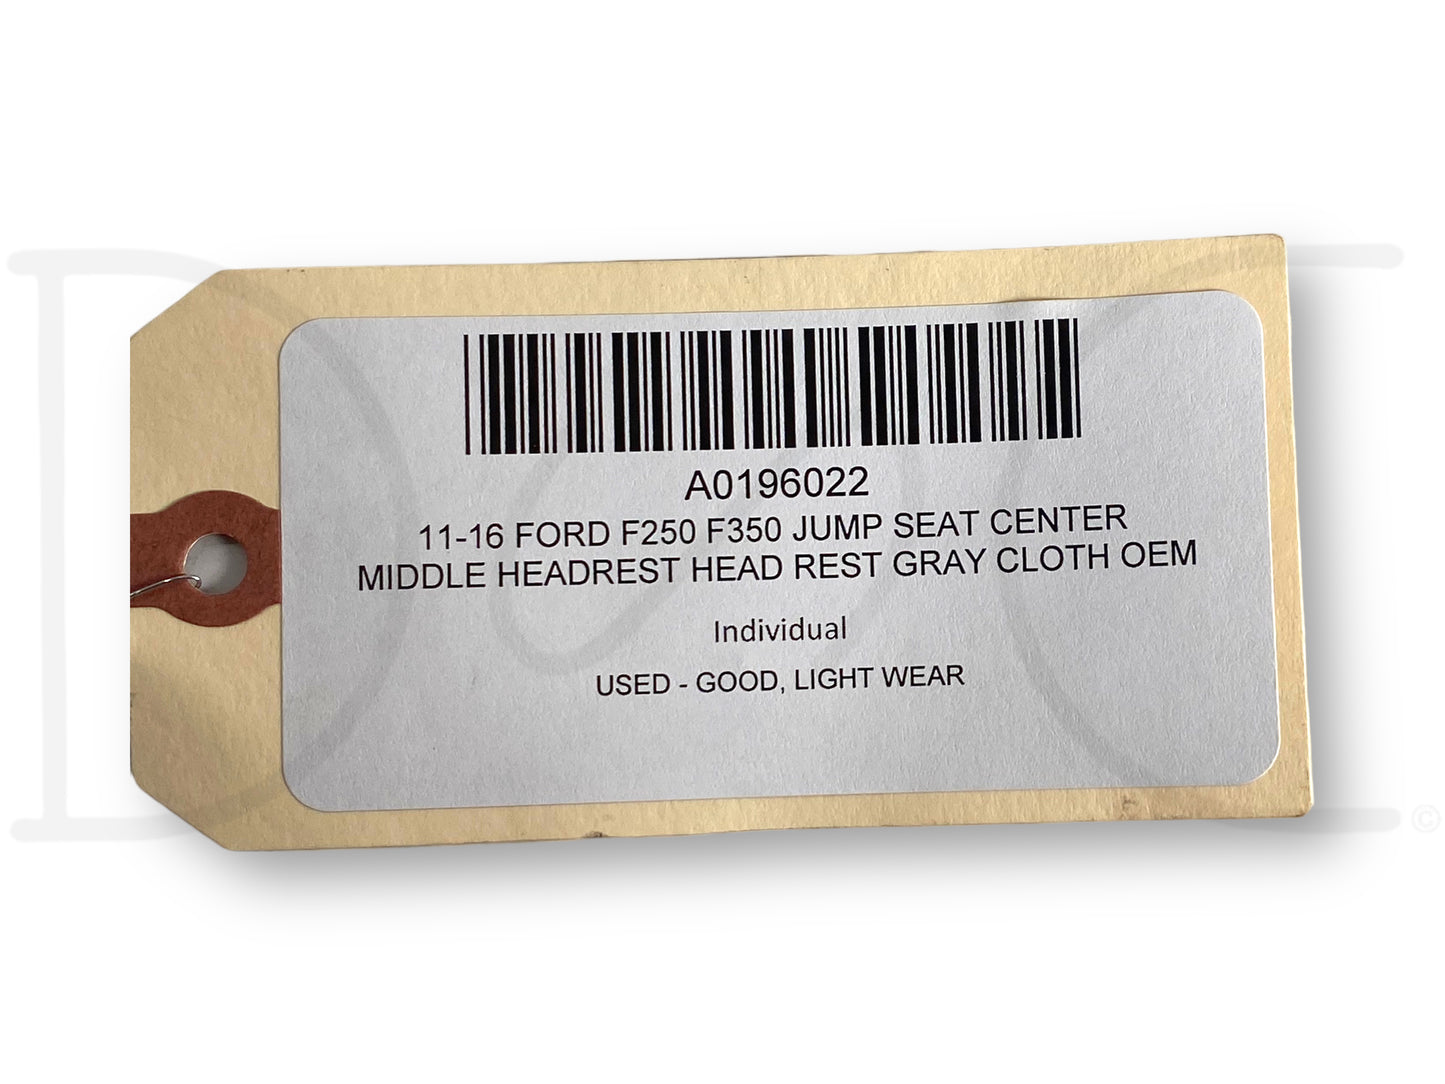 A0196022
11-16 FORD F250 F350 JUMP SEAT CENTER
MIDDLE HEADREST HEAD REST GRAY CLOTH OEM
Individual
USED - GOOD, LIGHT WEAR
©